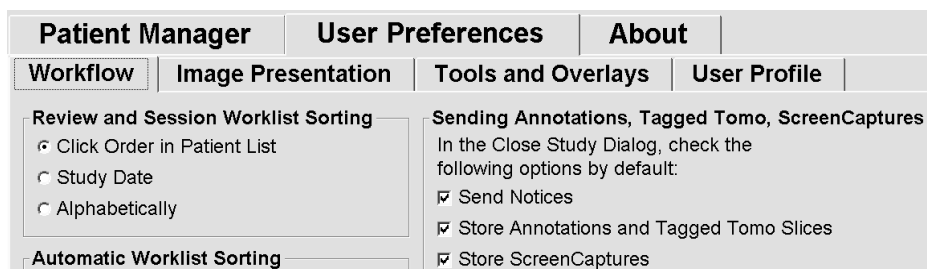 Patient Manager User Preferences About
Workflow Image Presentation Tools and Overlays User Profile
Review and Session Worklist Sorting
Click Order in Patient List
Study Date
Alphabetically
Automatic Worklist Sorting
Sending Annotations, Tagged Tomo, ScreenCaptures
In the Close Study Dialog, check the
following options by default:
Send Notices
Store Annotations and Tagged Tomo Slices
Store ScreenCaptures